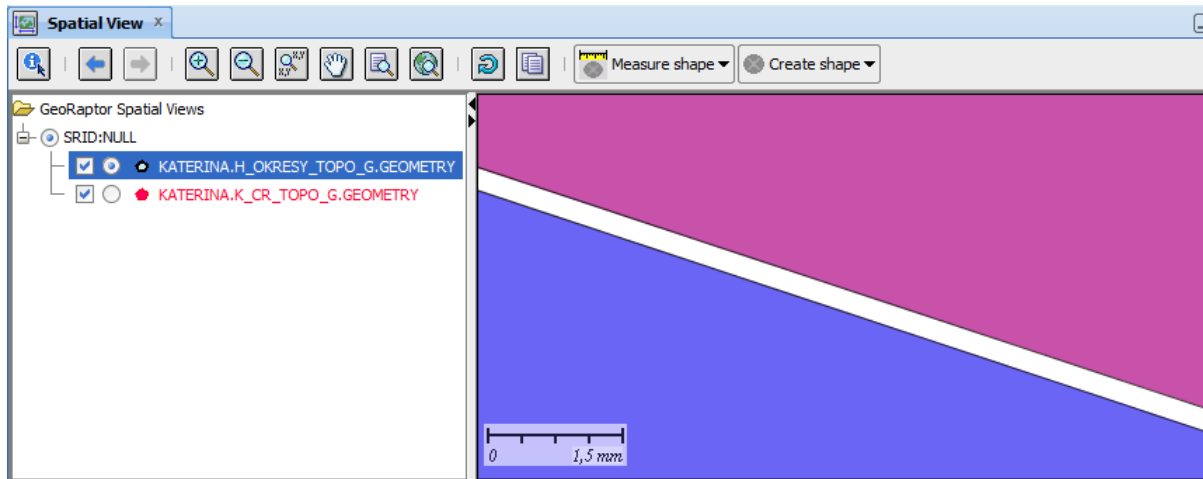 Spatial View x
x,y
x,y
Measure shape
Create shape
GeoRaptor Spatial Views
SRID:NULL
KATERINA.H_OKRESY_TOPO_G.GEOMETRY
KATERINA.K_CR_TOPO_G.GEOMETRY
0 1,5 mm